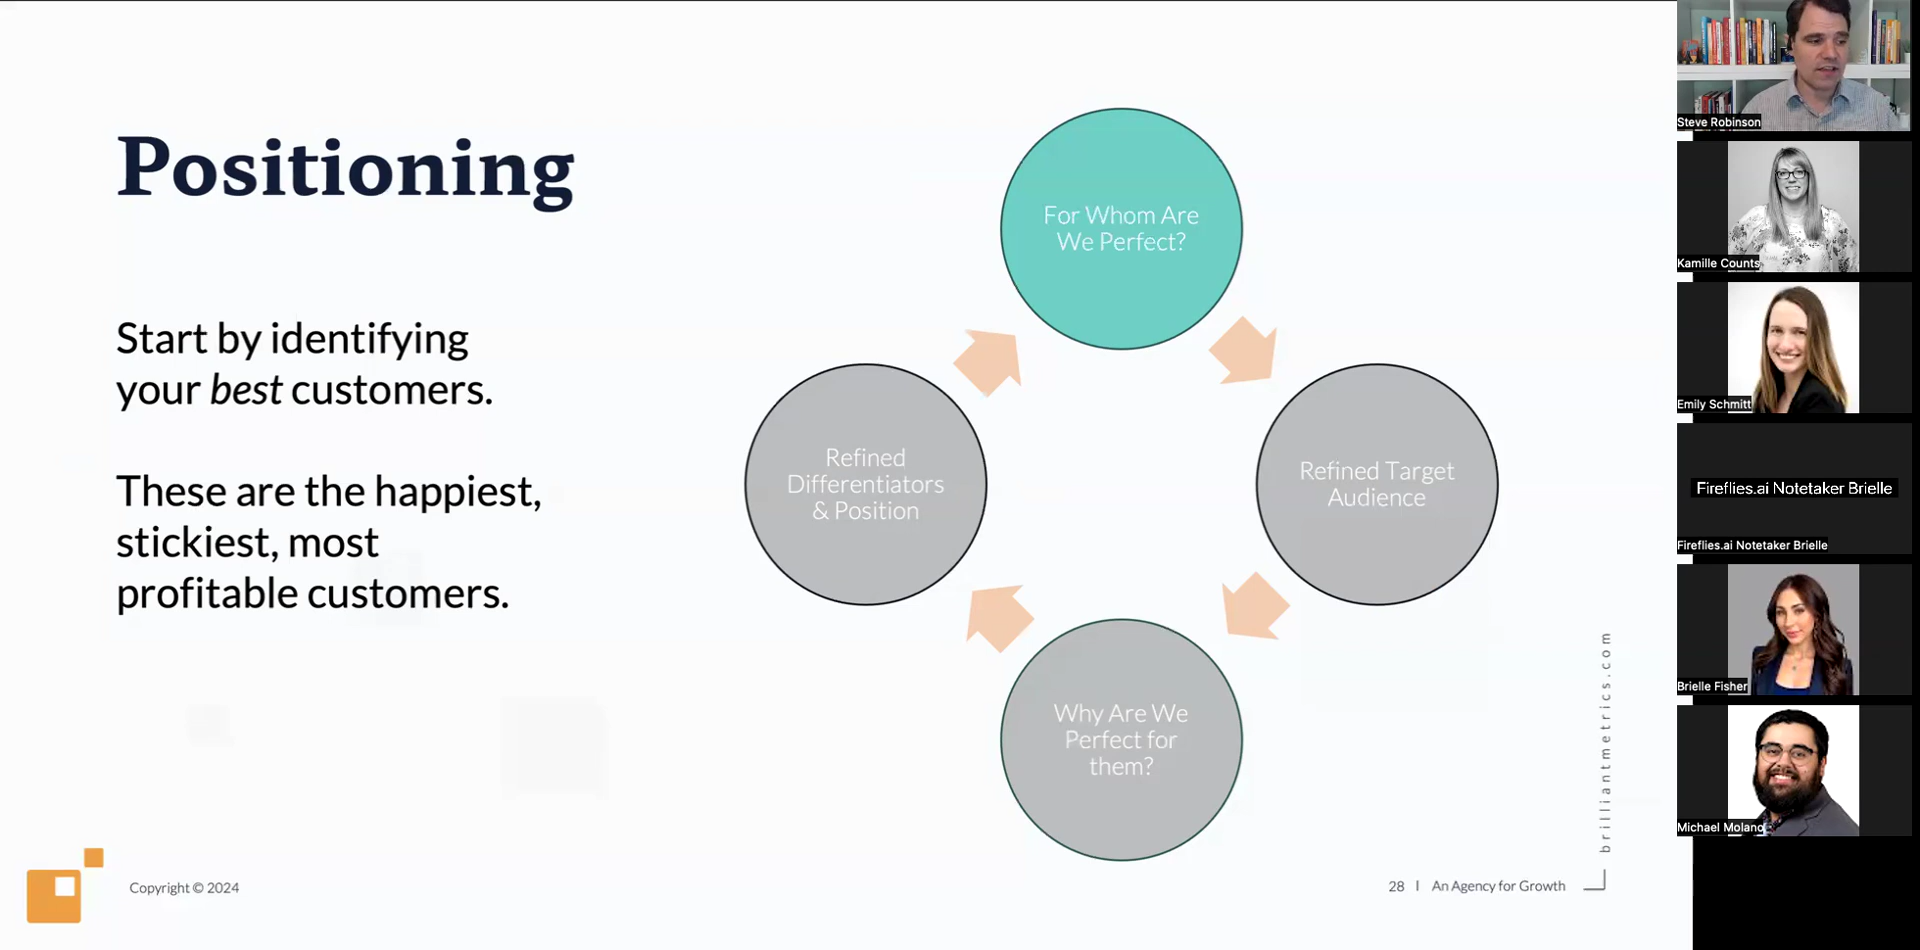 Positioning
Start by identifying
your best customers.
These are the happiest,
stickiest, most
profitable customers.
For Whom Are
We Perfect?
Refined Target
Audience
Why Are We
Perfect for
them?
Refined
Differentiators
& Position
brilliantmetrics.com
Copyright © 2024
28 | An Agency for Growth
Steve Robinson
Kamille Counts
Emily Schmitt
Fireflies.ai Notetaker Brielle
Fireflies.ai Notetaker Brielle
Brielle Fisher
Michael Molano